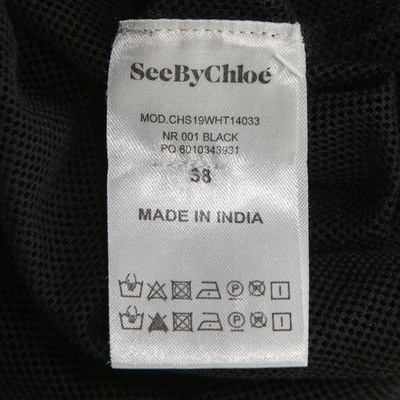 SeeByChloé
MOD.CHS19WHT14033
NR 001 BLACK
PO 6010343931
38
MADE IN INDIA